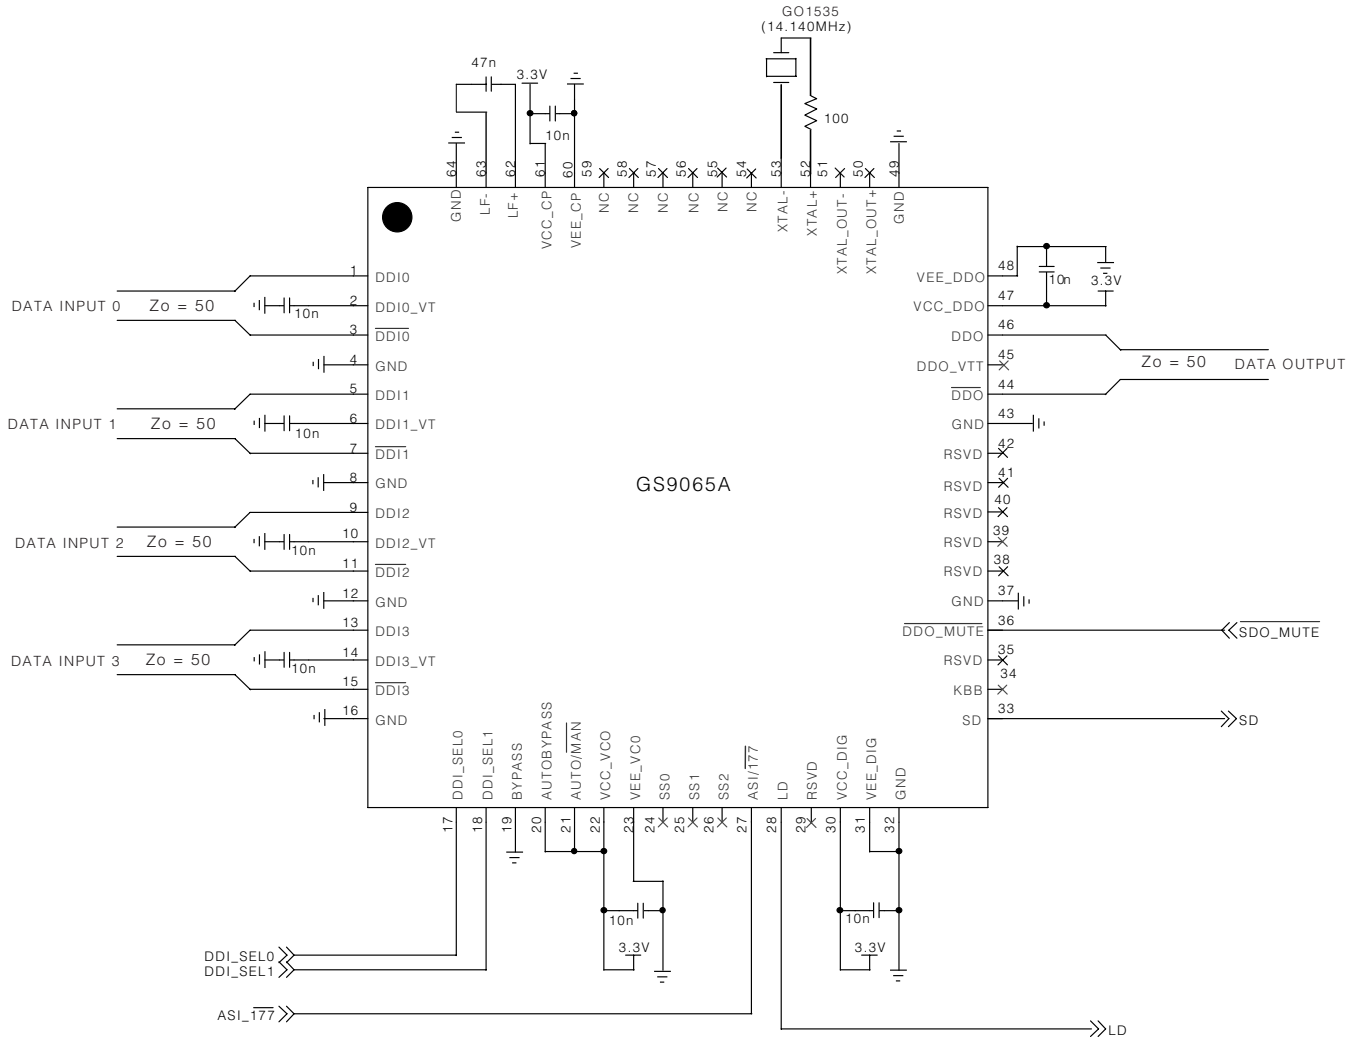 GO1535
(14.140MHz)
47n
3.3V
10n
100
64
63
62
61
60
59
58
57
56
55
54
53
52
51
50
49
GND
LF-
LF+
VCC_CP
VEE_CP
NC
NC
NC
NC
NC
NC
XTAL-
XTAL+
XTAL_OUT-
XTAL_OUT+
GND
DATA INPUT 0 Zo = 50
10n
1 DDI0
2 DDI0_VT
3 DDI0
4 GND
DATA INPUT 1 Zo = 50
10n
5 DDI1
6 DDI1_VT
7 DDI1
8 GND
DATA INPUT 2 Zo = 50
10n
9 DDI2
10 DDI2_VT
11 DDI2
12 GND
DATA INPUT 3 Zo = 50
10n
13 DDI3
14 DDI3_VT
15 DDI3
16 GND
GS9065A
VEE_DDO 48
10n 3.3V
VCC_DDO 47
DDO 46
DDO_VTT 45
Zo = 50 DATA OUTPUT
DDO 44
GND 43
RSVD 42
RSVD 41
RSVD 40
RSVD 39
RSVD 38
GND 37
DDO_MUTE 36 SDO_MUTE
RSVD 35
KBB 34
SD 33 SD
DDI_SEL0
DDI_SEL1
BYPASS
AUTOBYPASS
AUTO/MAN
VCC_VCO
VEE_VC0
SS0
SS1
SS2
ASI/177
LD
RSVD
VCC_DIG
VEE_DIG
GND
17
18
19
20
21
22
23
24
25
26
27
28
29
30
31
32
10n
3.3V
10n
3.3V
DDI_SEL0
DDI_SEL1
ASI_177
LD